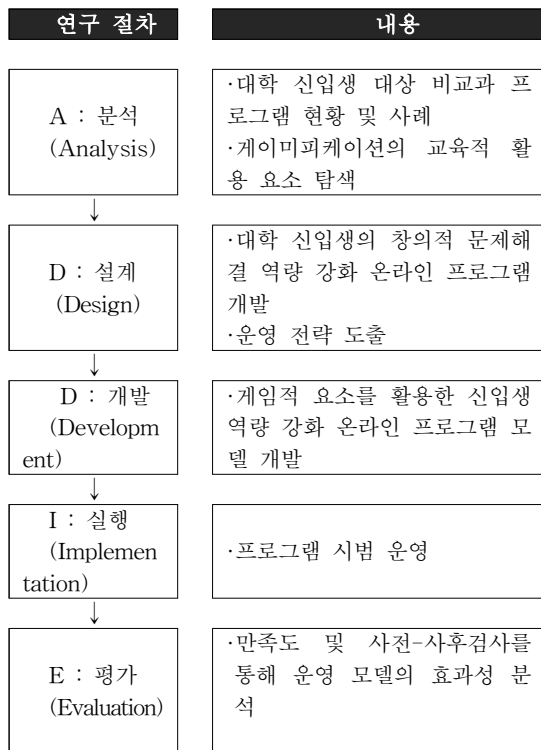 연구 절차
내용
A : 분석
(Analysis)
·대학 신입생 대상 비교과 프
로그램 현황 및 사례
·게이미피케이션의 교육적 활
용 요소 탐색
↓
D : 설계
(Design)
·대학 신입생의 창의적 문제해
결 역량 강화 온라인 프로그램
개발
·운영 전략 도출
↓
D : 개발
(Developm
ent)
·게임적 요소를 활용한 신입생
역량 강화 온라인 프로그램 모
델 개발
↓
I : 실행
(Implemen
tation)
·프로그램 시범 운영
↓
E : 평가
(Evaluation)
·만족도 및 사전-사후검사를
통해 운영 모델의 효과성 분
석